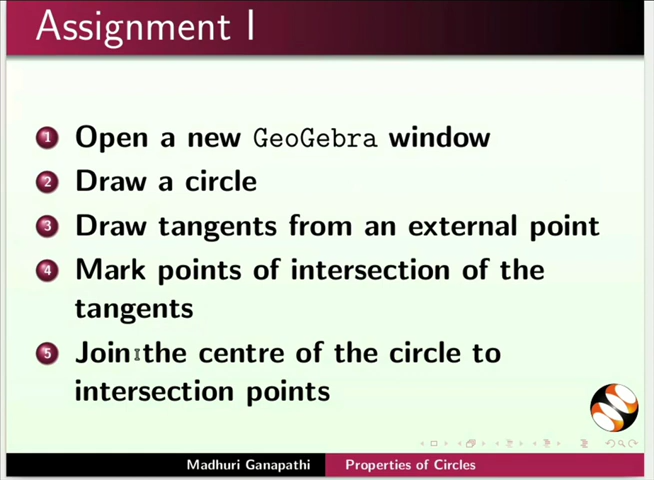 Assignment I
1 Open a new GeoGebra window
2 Draw a circle
3 Draw tangents from an external point
4 Mark points of intersection of the
tangents
5 Join the centre of the circle to
intersection points
Madhuri Ganapathi Properties of Circles